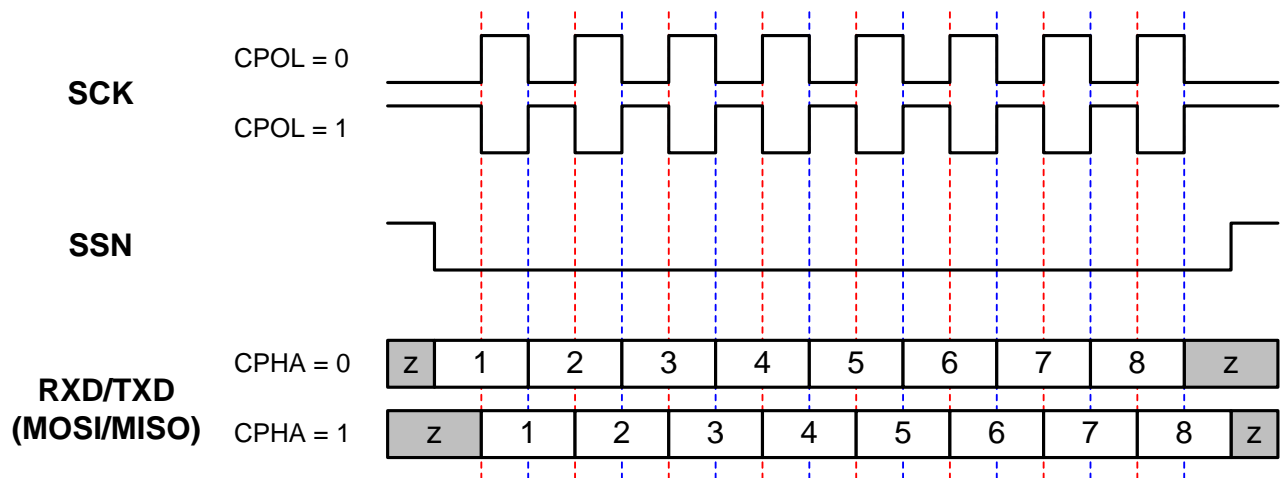 CPOL = 0
SCK
CPOL = 1
SSN
CPHA = 0 z 1 2 3 4 5 6 7 8 z
RXD/TXD
(MOSI/MISO)
CPHA = 1 z 1 2 3 4 5 6 7 8 z